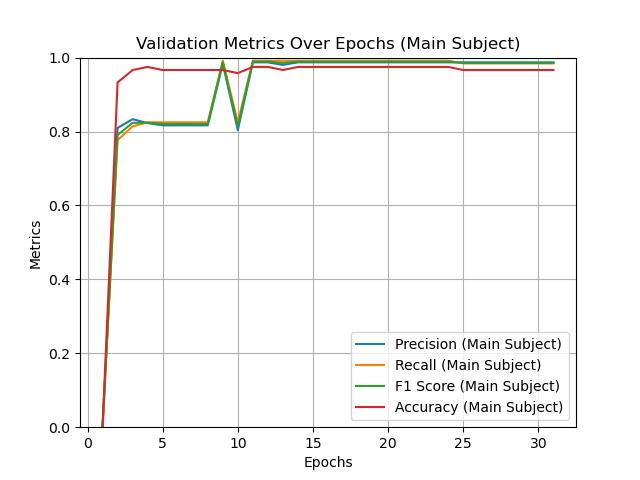 Validation Metrics Over Epochs (Main Subject)
1.0
0.8
0.6
0.4
0.2
0.0
Metrics
Precision (Main Subject)
Recall (Main Subject)
F1 Score (Main Subject)
Accuracy (Main Subject)
0 5 10 15 20 25 30
Epochs